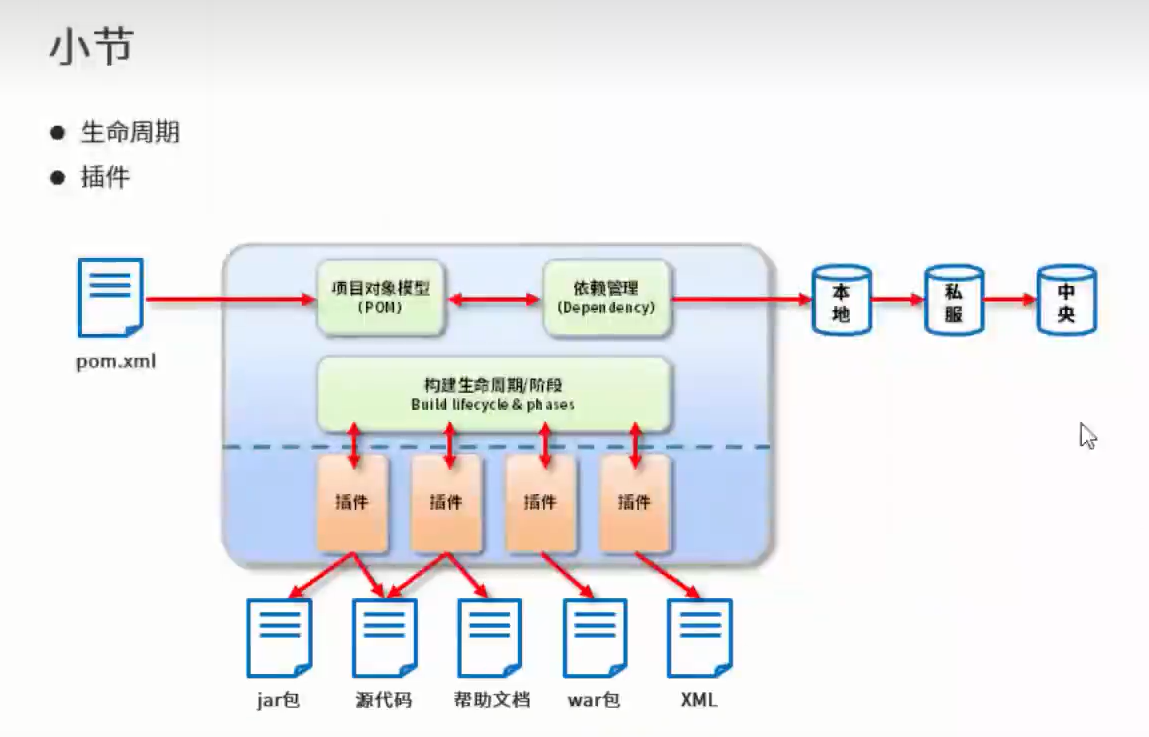 小节
生命周期
插件
项目对象模型
(POM)
依赖管理
(Dependency)
本地
私服
中央
pom.xml
构建生命周期/阶段
Build lifecycle & phases
插件
插件
插件
插件
jar包
源代码
帮助文档
war包
XML